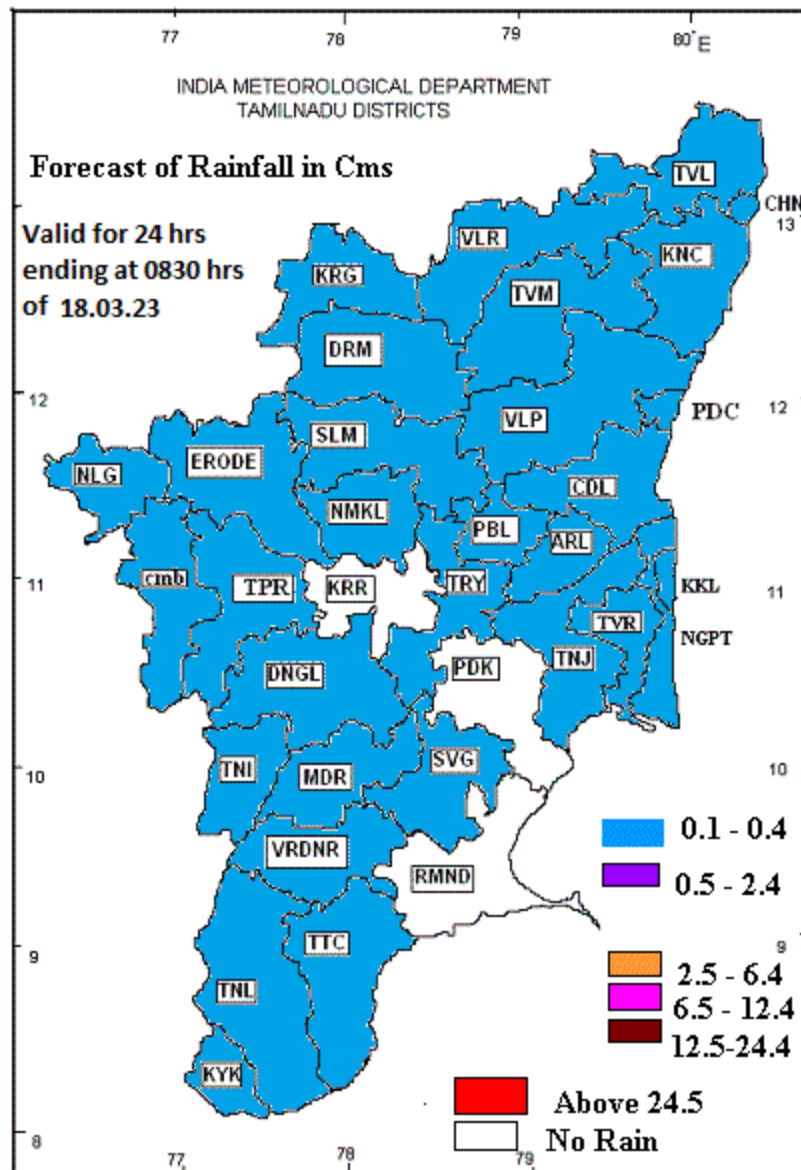 77 78 79 80° E
INDIA METEOROLOGICAL DEPARTMENT
TAMILNADU DISTRICTS
Forecast of Rainfall in Cms
TVL
CHN
13
Valid for 24 hrs
ending at 0830 hrs
of 18.03.23
VLR
KNC
KRG
TVM
DRM
12
12
PDC
VLP
SLM
ERODE
NLG
CDL
NMKL
PBL
ARL
11
cmb
TPR
KRR
TRY
KKL
11
TVR
NGPT
TNJ
PDK
DNGL
10
TNI
MDR
SVG
10
0.1 - 0.4
VRDNR
RMND
0.5 - 2.4
9
TTC
9
2.5 - 6.4
TNL
6.5 - 12.4
12.5-24.4
KYK
Above 24.5
8
No Rain
77 78 79